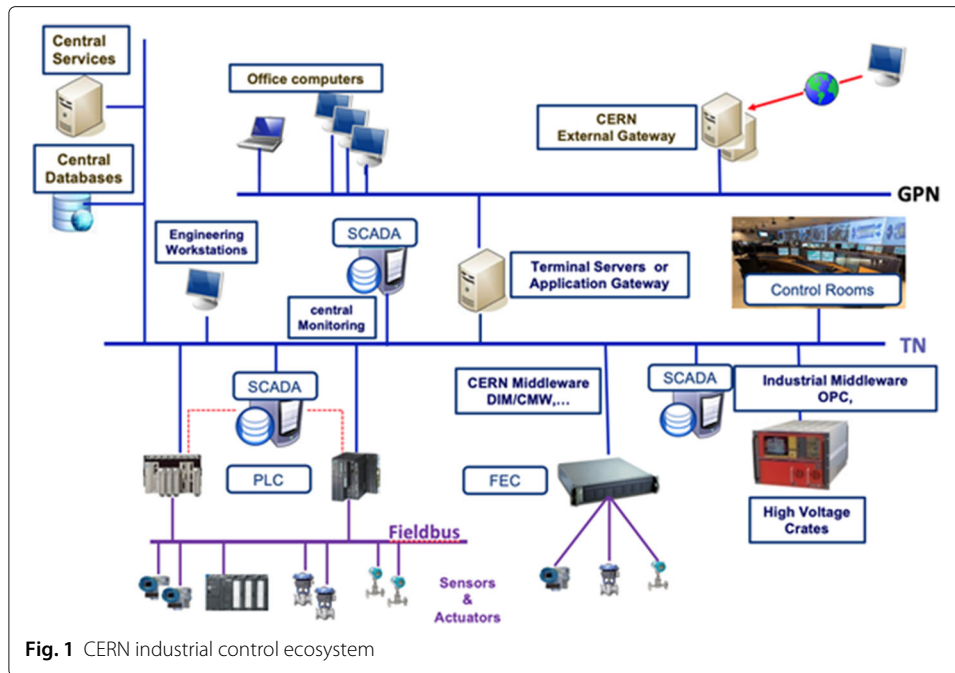 Central
Services
Central
Databases
Office computers
CERN
External Gateway
GPN
Engineering
Workstations
SCADA
central
Monitoring
Terminal Servers or
Application Gateway
Control Rooms
TN
SCADA
CERN Middleware
DIM/CMW,...
SCADA
Industrial Middleware
OPC,
PLC
FEC
High Voltage
Crates
Fieldbus
Sensors
&
Actuators
Fig. 1 CERN industrial control ecosystem